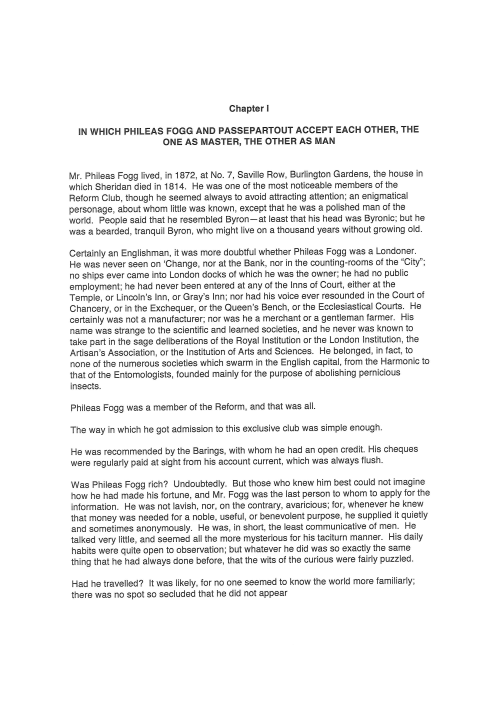 Chapter I
IN WHICH PHILEAS FOGG AND PASSEPARTOUT ACCEPT EACH OTHER, THE
ONE AS MASTER, THE OTHER AS MAN
Mr. Phileas Fogg lived, in 1872, at No. 7, Saville Row, Burlington Gardens, the house in
which Sheridan died in 1814. He was one of the most noticeable members of the
Reform Club, though he seemed always to avoid attracting attention; an enigmatical
personage, about whom little was known, except that he was a polished man of the
world. People said that he resembled Byron—at least that his head was Byronic; but he
was a bearded, tranquil Byron, who might live on a thousand years without growing old.
Certainly an Englishman, it was more doubtful whether Phileas Fogg was a Londoner.
He was never seen on ‘Change, nor at the Bank, nor in the counting-rooms of the “City”;
no ships ever came into London docks of which he was the owner; he had no public
employment; he had never been entered at any of the Inns of Court, either at the
Temple, or Lincoln’s Inn, or Gray’s Inn; nor had his voice ever resounded in the Court of
Chancery, or in the Exchequer, or the Queen’s Bench, or the Ecclesiastical Courts. He
certainly was not a manufacturer; nor was he a merchant or a gentleman farmer. His
name was strange to the scientific and learned societies, and he never was known to
take part in the sage deliberations of the Royal Institution or the London Institution, the
Artisan’s Association, or the Institution of Arts and Sciences. He belonged, in fact, to
none of the numerous societies which swarm in the English capital, from the Harmonic to
that of the Entomologists, founded mainly for the purpose of abolishing pernicious
insects.
Phileas Fogg was a member of the Reform, and that was all.
The way in which he got admission to this exclusive club was simple enough.
He was recommended by the Barings, with whom he had an open credit. His cheques
were regularly paid at sight from his account current, which was always flush.
Was Phileas Fogg rich? Undoubtedly. But those who knew him best could not imagine
how he had made his fortune, and Mr. Fogg was the last person to whom to apply for the
information. He was not lavish, nor, on the contrary, avaricious; for, whenever he knew
that money was needed for a noble, useful, or benevolent purpose, he supplied it quietly
and sometimes anonymously. He was, in short, the least communicative of men. He
talked very little, and seemed all the more mysterious for his taciturn manner. His daily
habits were quite open to observation; but whatever he did was so exactly the same
thing that he had always done before, that the wits of the curious were fairly puzzled.
Had he travelled? It was likely, for no one seemed to know the world more familiarly;
there was no spot so secluded that he did not appear